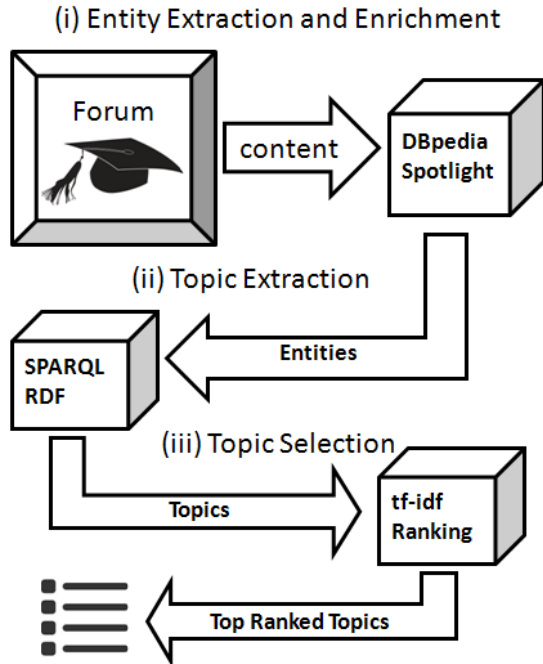 (i) Entity Extraction and Enrichment
Forum
content
DBpedia
Spotlight
(ii) Topic Extraction
Entities
SPARQL
RDF
(iii) Topic Selection
Topics
tf-idf
Ranking
Top Ranked Topics